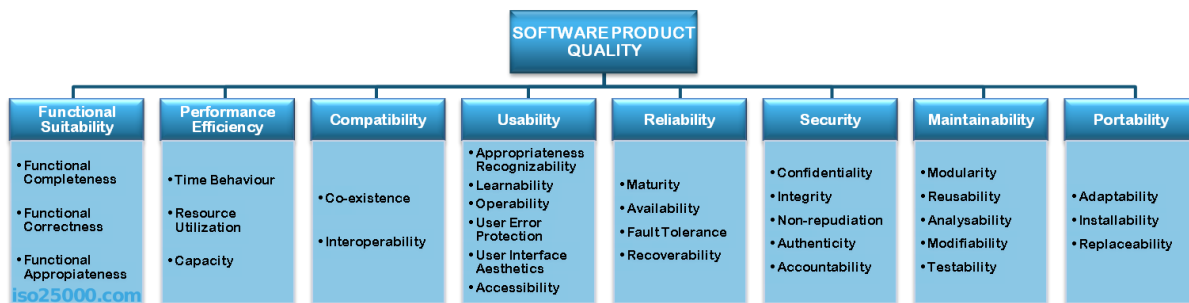 SOFTWARE PRODUCT
QUALITY
Functional
Suitability
• Functional
Completeness
• Functional
Correctness
• Functional
Appropiateness
Performance
Efficiency
• Time Behaviour
• Resource
Utilization
• Capacity
Compatibility
• Co-existence
• Interoperability
Usability
• Appropriateness
Recognizability
• Learnability
• Operability
• User Error
Protection
• User Interface
Aesthetics
• Accessibility
Reliability
• Maturity
• Availability
• Fault Tolerance
• Recoverability
Security
• Confidentiality
• Integrity
• Non-repudiation
• Authenticity
• Accountability
Maintainability
• Modularity
• Reusability
• Analysability
• Modifiability
• Testability
Portability
• Adaptability
• Installability
• Replaceability
iso25000.com